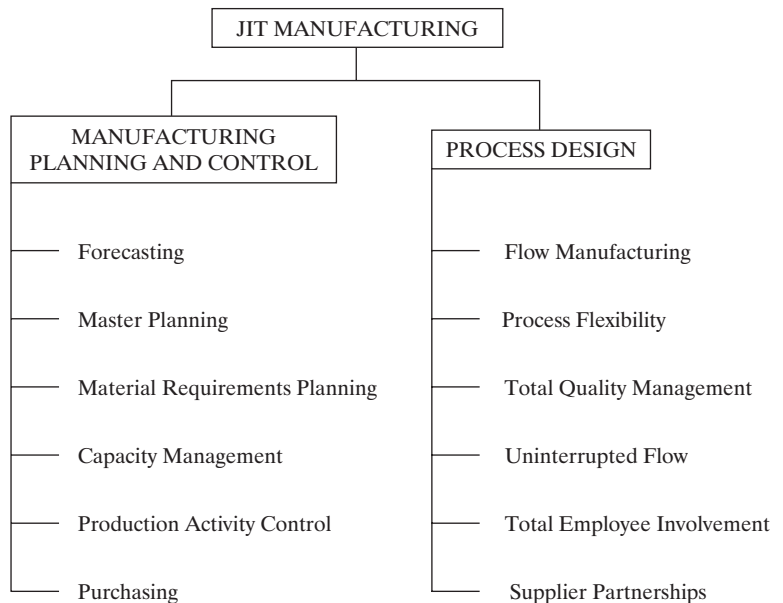 JIT MANUFACTURING
MANUFACTURING
PLANNING AND CONTROL
Forecasting
Master Planning
Material Requirements Planning
Capacity Management
Production Activity Control
Purchasing
PROCESS DESIGN
Flow Manufacturing
Process Flexibility
Total Quality Management
Uninterrupted Flow
Total Employee Involvement
Supplier Partnerships